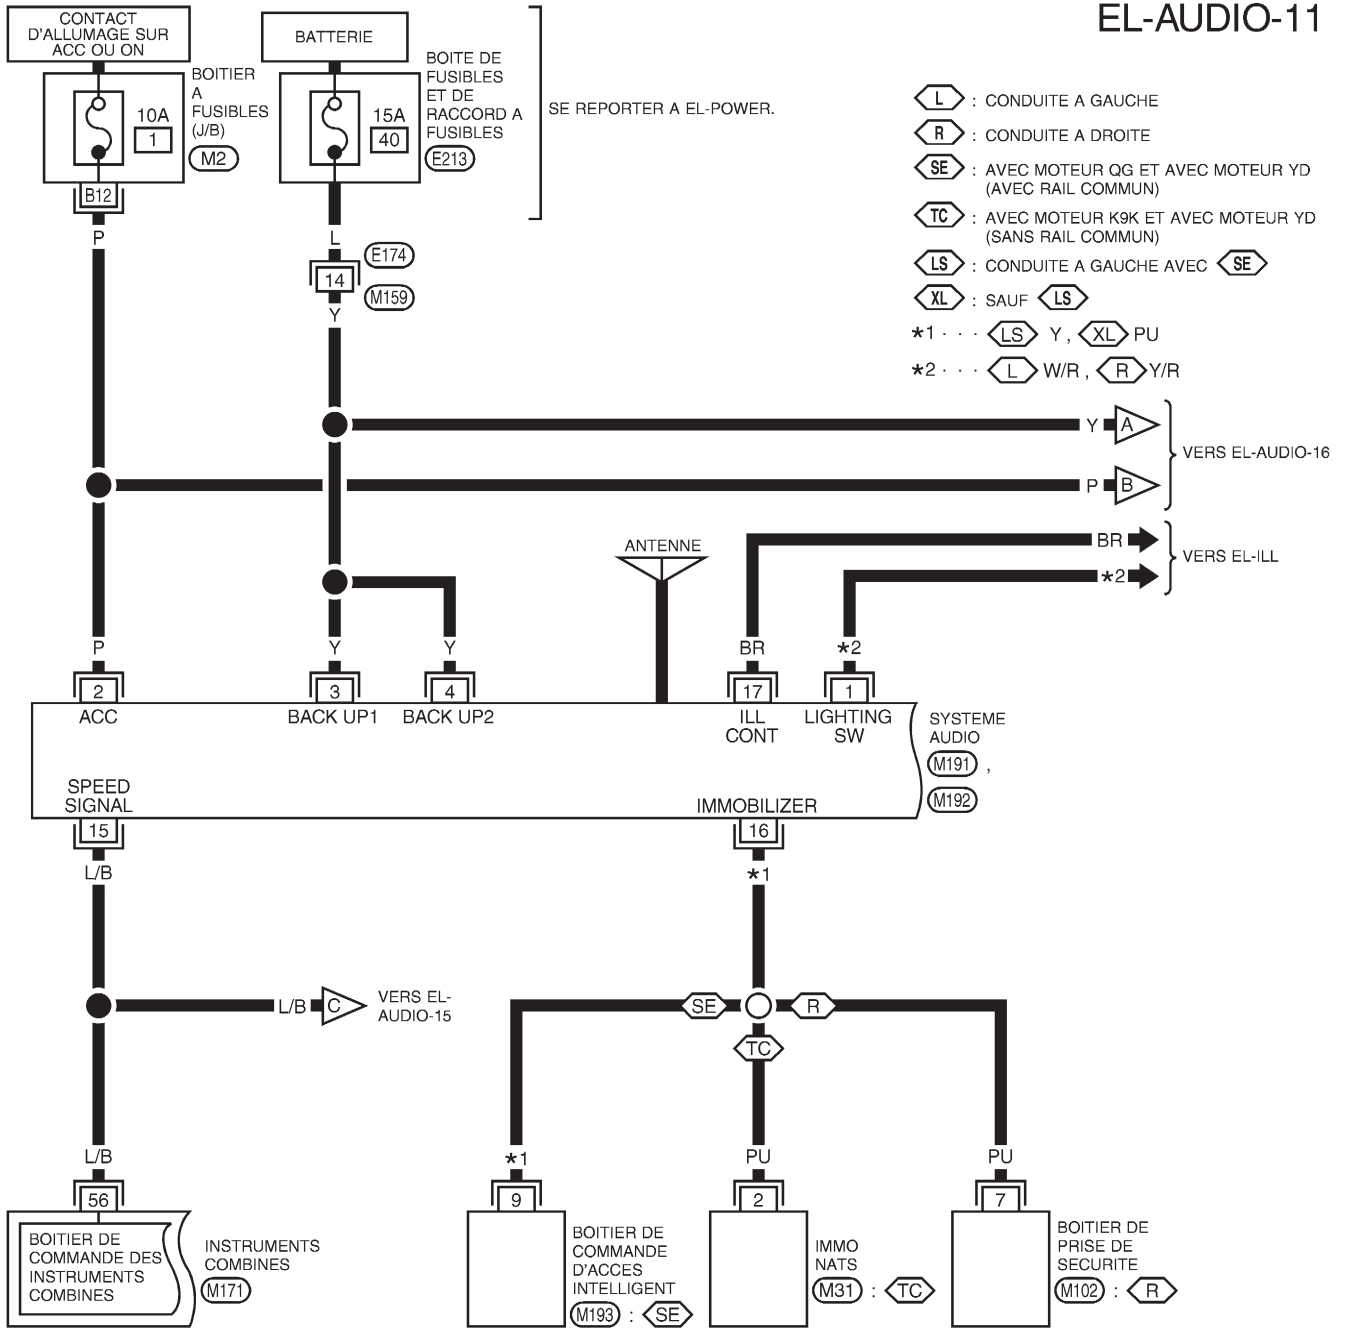 EL-AUDIO-11
CONTACT
D'ALLUMAGE SUR
ACC OU ON
BATTERIE
BOITIER
A
FUSIBLES
(J/B)
M2
10A
1
B12
P
BOITE DE
FUSIBLES
ET DE
RACCORD A
FUSIBLES
E213
15A
40
SE REPORTER A EL-POWER.
L
E174
14
M159
Y
L : CONDUITE A GAUCHE
R : CONDUITE A DROITE
SE : AVEC MOTEUR QG ET AVEC MOTEUR YD
(AVEC RAIL COMMUN)
TC : AVEC MOTEUR K9K ET AVEC MOTEUR YD
(SANS RAIL COMMUN)
LS : CONDUITE A GAUCHE AVEC SE
XL : SAUF LS
*1 · · · LS Y , XL PU
*2 · · · L W/R , R Y/R
Y A
VERS EL-AUDIO-16
P B
BR
VERS EL-ILL
*2
ANTENNE
P Y Y BR *2
2 3 4 17 1
ACC BACK UP1 BACK UP2 ILL
CONT LIGHTING
SW
SYSTEME
AUDIO
M191 ,
M192
SPEED
SIGNAL
IMMOBILIZER
15 16
L/B *1
L/B C VERS EL-
AUDIO-15
SE R
TC
L/B *1 PU PU
56 9 2 7
BOITIER DE
COMMANDE DES
INSTRUMENTS
COMBINES
INSTRUMENTS
COMBINES
M171
BOITIER DE
COMMANDE
D'ACCES
INTELLIGENT
M193 : SE
IMMO
NATS
M31 : TC
BOITIER DE
PRISE DE
SECURITE
M102 : R